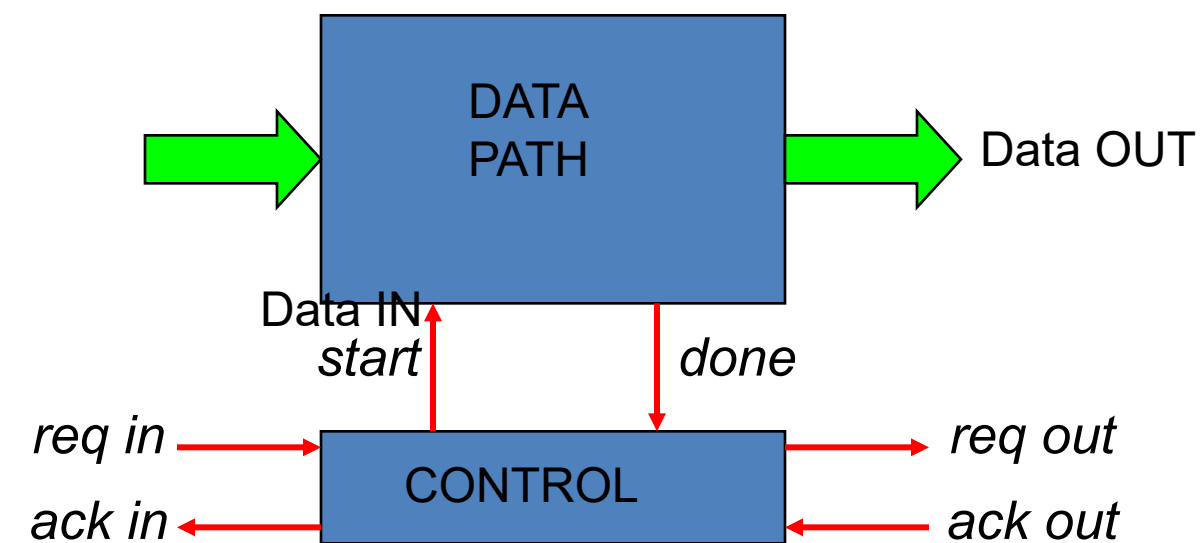 DATA
PATH
Data OUT
Data IN
start
done
req in
req out
CONTROL
ack in
ack out